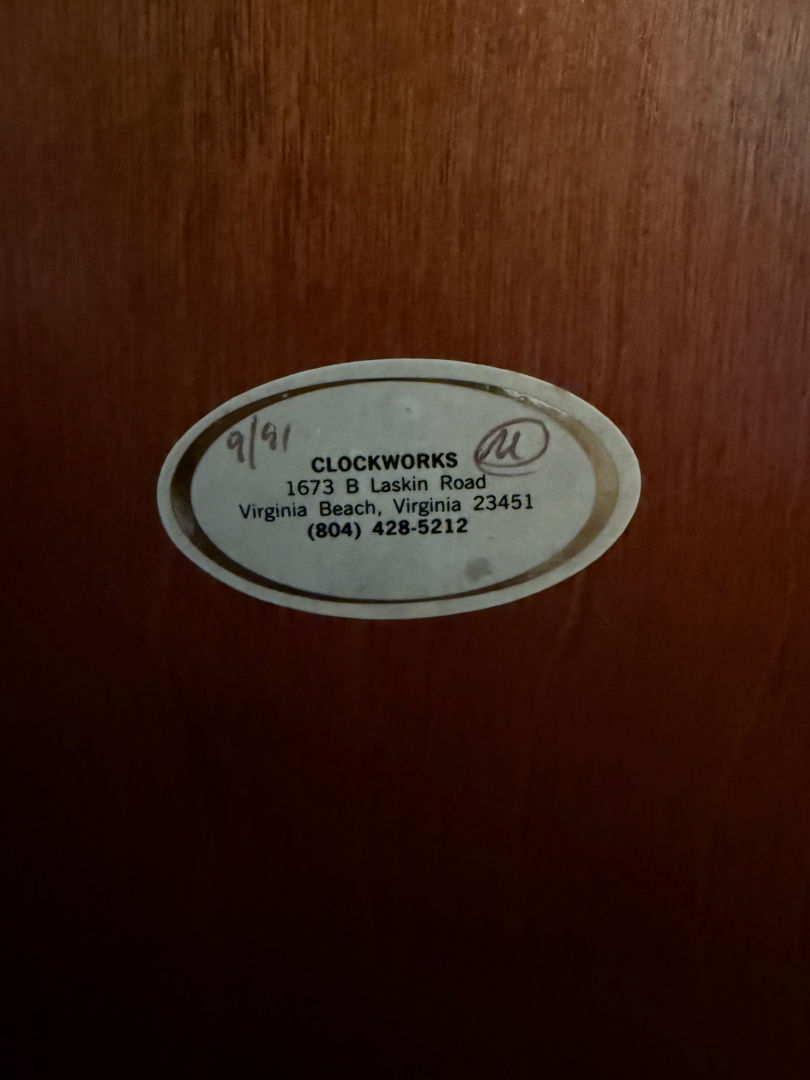 9/91
CLOCKWORKS
1673 B Laskin Road
Virginia Beach, Virginia 23451
(804) 428-5212